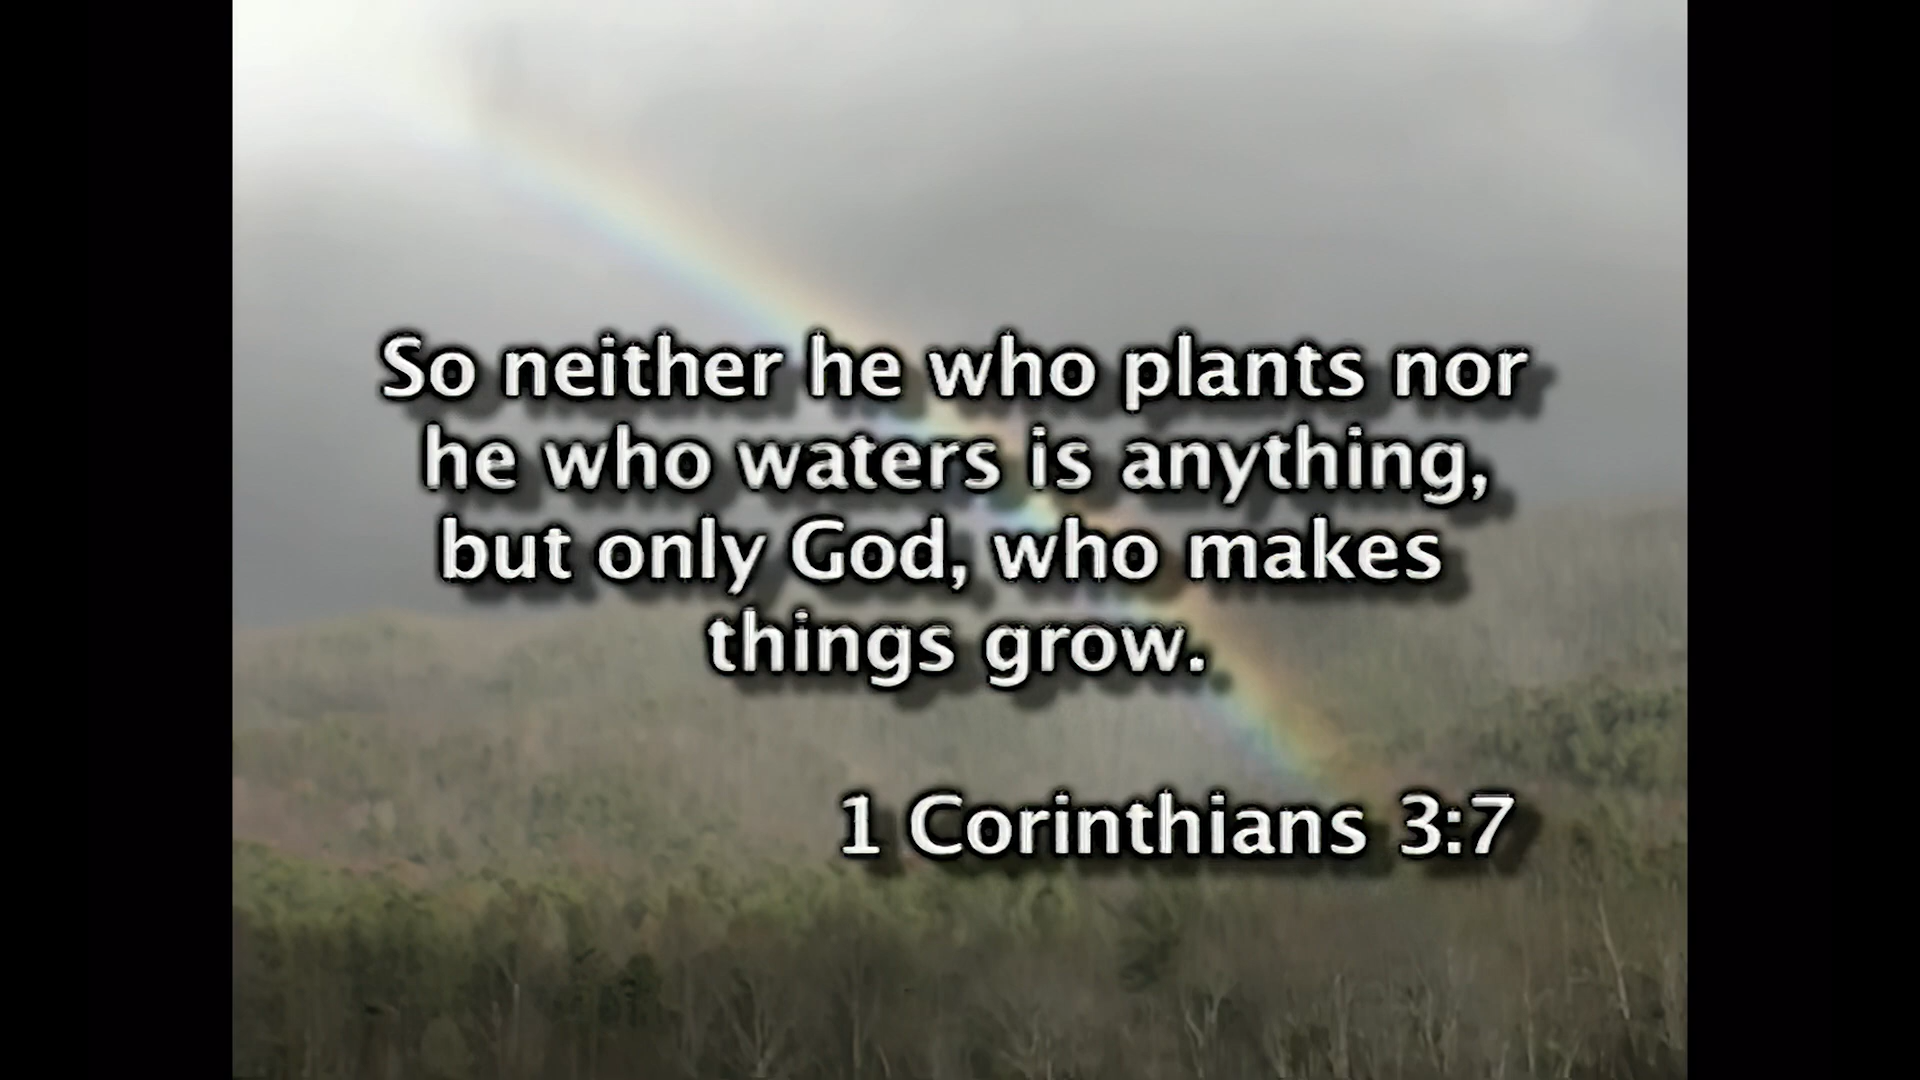 So neither he who plants nor
he who waters is anything,
but only God, who makes
things grow.
1 Corinthians 3:7